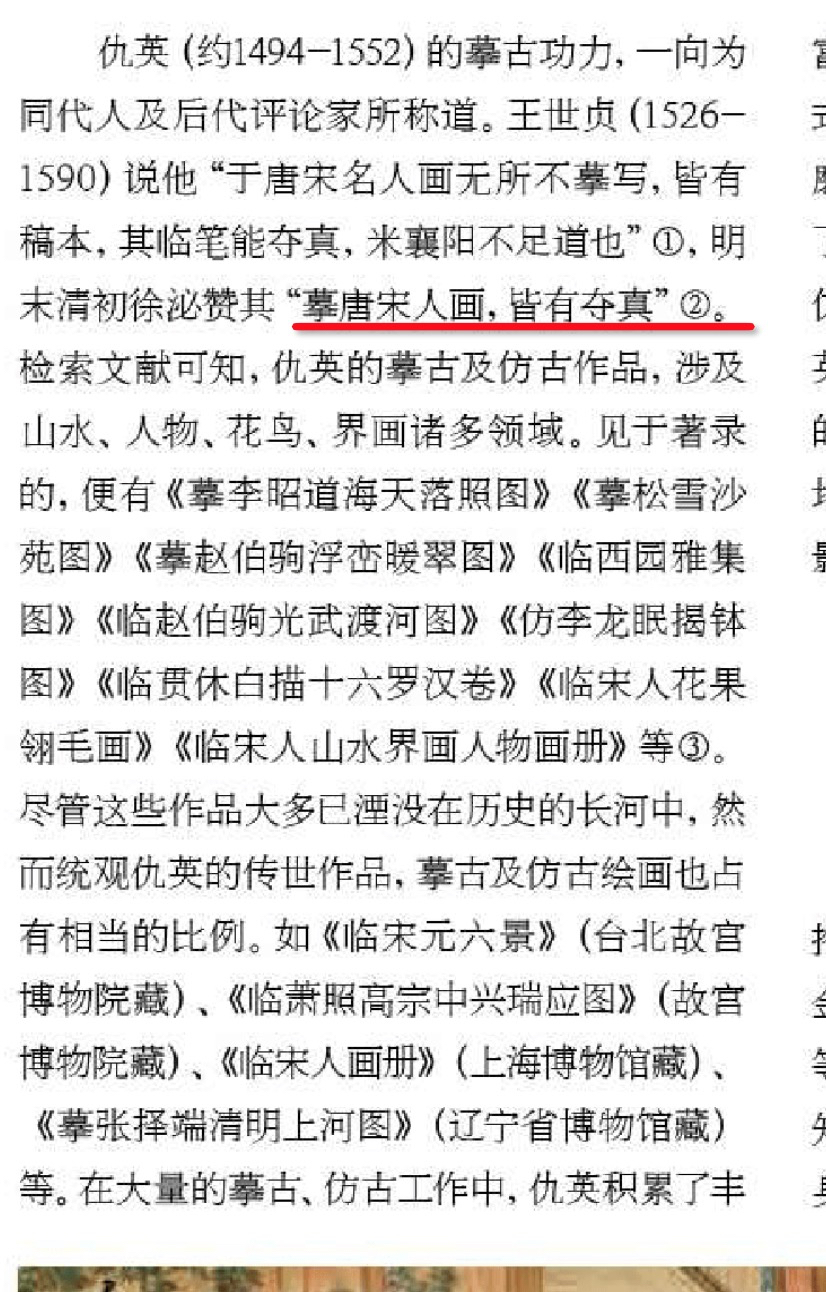 仇英(约1494—1552)的摹古功力,一向为
同代人及后代评论家所称道。王世贞(1526—
1590)说他“于唐宋名人画无所不摹写,皆有
稿本,其临笔能夺真,米襄阳不足道也”①,明
末清初徐泌赞其“摹唐宋人画,皆有夺真”②。
检索文献可知,仇英的摹古及仿古作品,涉及
山水、人物、花鸟、界画诸多领域。见于著录
的,便有《摹李昭道海天落照图》《摹松雪沙
苑图》《摹赵伯驹浮峦暖翠图》《临西园雅集
图》《临赵伯驹光武渡河图》《仿李龙眠揭钵
图》《临贯休白描十六罗汉卷》《临宋人花果
翎毛画》《临宋人山水界画人物画册》等③。
尽管这些作品大多已湮没在历史的长河中,然
而统观仇英的传世作品,摹古及仿古绘画也占
有相当的比例。如《临宋元六景》(台北故宫
博物院藏)、《临萧照高宗中兴瑞应图》(故宫
博物院藏)、《临宋人画册》(上海博物馆藏)、
《摹张择端清明上河图》(辽宁省博物馆藏)
等。在大量的摹古、仿古工作中,仇英积累了丰